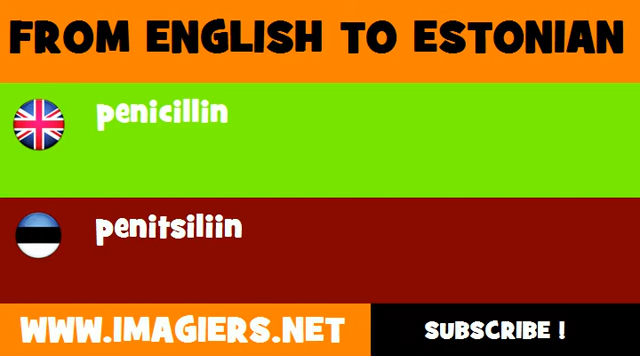 FROM ENGLISH TO ESTONIAN
penicillin
penitsiliin
WWW.IMAGIERS.NET
SUBSCRIBE !